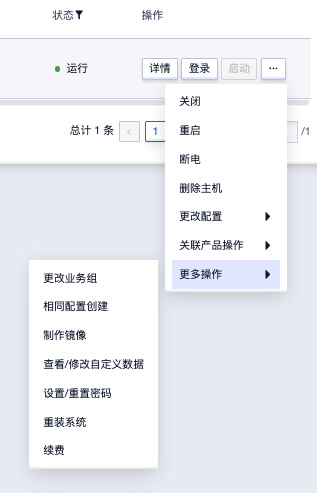 状态 操作
运行 详情 登录 启动 ...
关闭
总计 1 条 < 1 /1
重启
断电
删除主机
更改配置
关联产品操作
更多操作
更改业务组
相同配置创建
制作镜像
查看/修改自定义数据
设置/重置密码
重装系统
续费